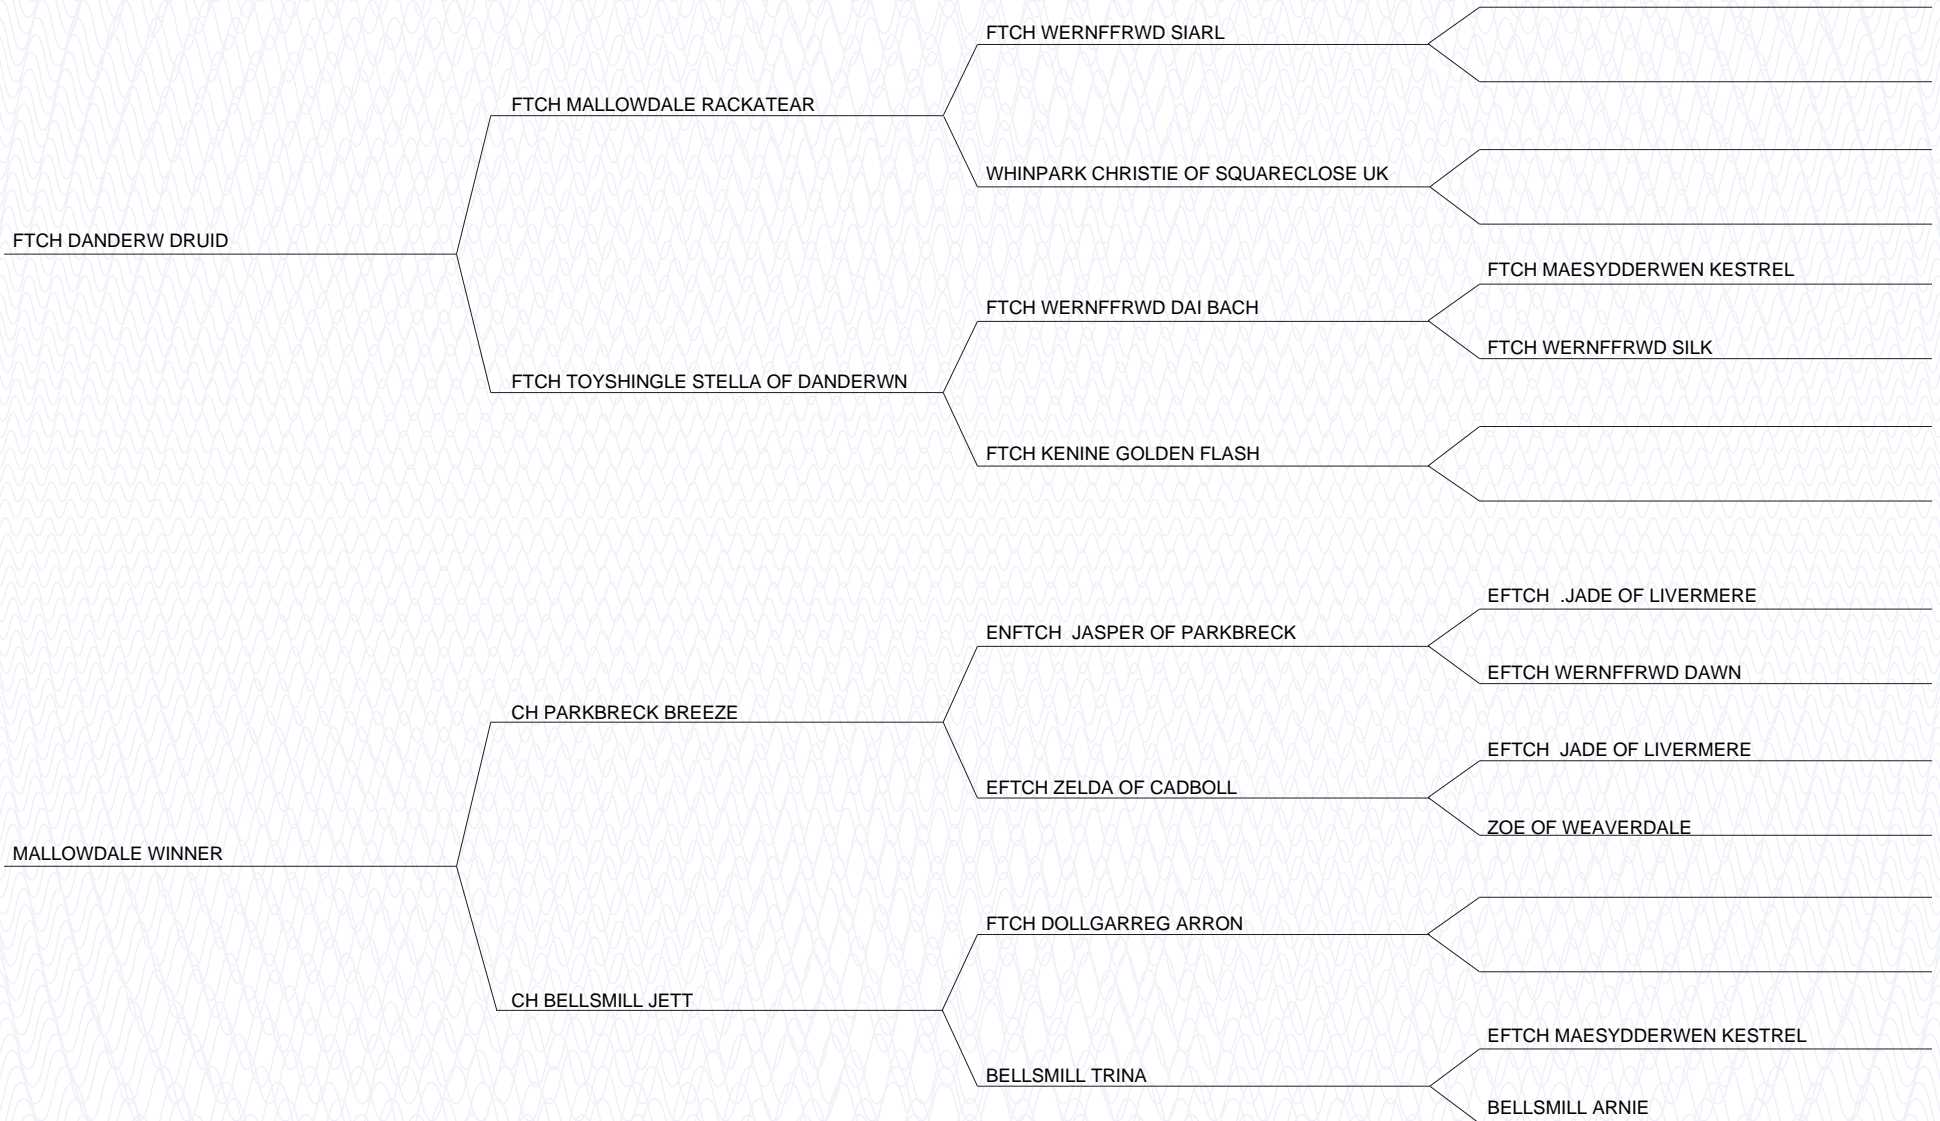 FTCH WERNFFRWD SIARL
FTCH MALLOWDALE RACKATEAR
WHINPARK CHRISTIE OF SQUARECLOSE UK
FTCH DANDERW DRUID
FTCH MAESYDDERWEN KESTREL
FTCH WERNFFRWD DAI BACH
FTCH WERNFFRWD SILK
FTCH TOYSHINGLE STELLA OF DANDERWN
FTCH KENINE GOLDEN FLASH
EFTCH .JADE OF LIVERMERE
ENFTCH JASPER OF PARKBRECK
EFTCH WERNFFRWD DAWN
CH PARKBRECK BREEZE
EFTCH JADE OF LIVERMERE
EFTCH ZELDA OF CADBOLL
ZOE OF WEAVERDALE
MALLOWDALE WINNER
FTCH DOLLGARREG ARRON
CH BELLSMILL JETT
EFTCH MAESYDDERWEN KESTREL
BELLSMILL TRINA
BELLSMILL ARNIE